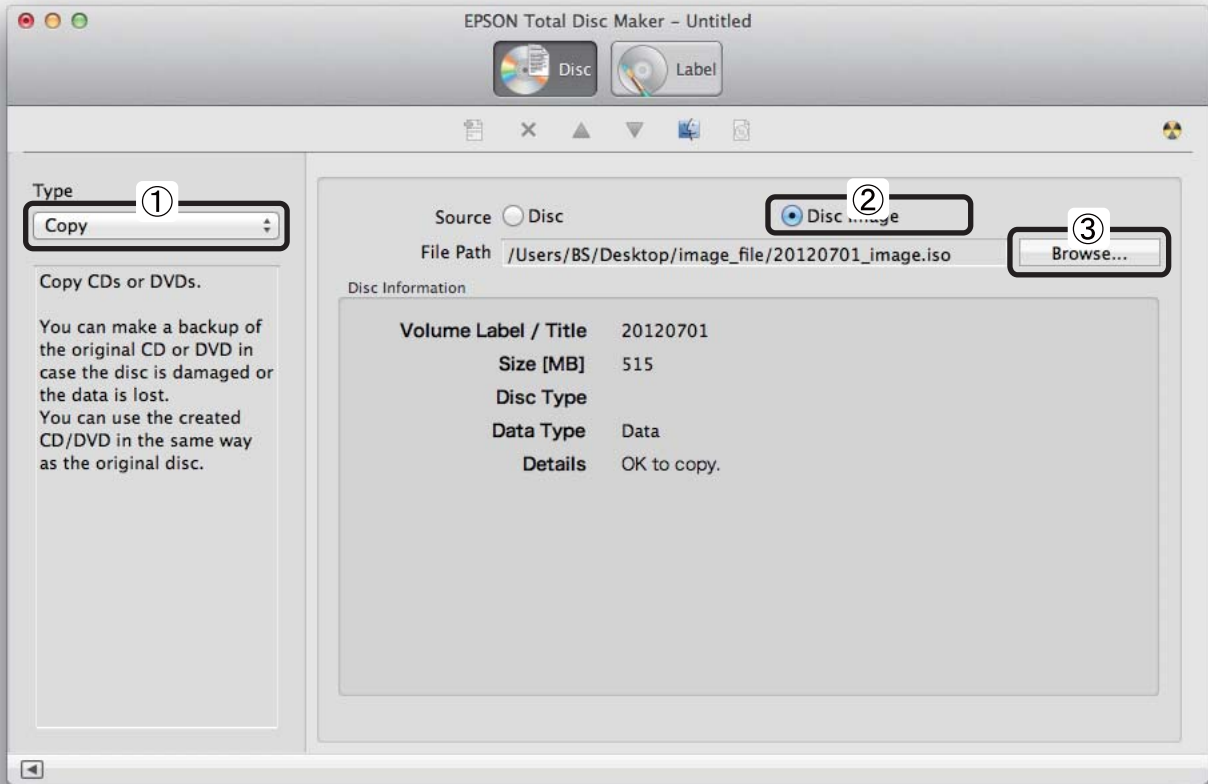 EPSON Total Disc Maker – Untitled
Disc
Label
Type
①
Copy
Copy CDs or DVDs.
You can make a backup of
the original CD or DVD in
case the disc is damaged or
the data is lost.
You can use the created
CD/DVD in the same way
as the original disc.
②
Source Disc Disc Image
③
File Path /Users/BS/Desktop/image_file/20120701_image.iso Browse...
Disc Information
Volume Label / Title 20120701
Size [MB] 515
Disc Type
Data Type Data
Details OK to copy.